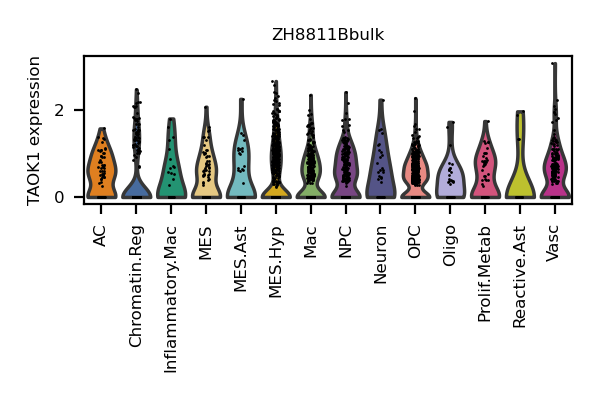 ZH8811Bbulk
TAOK1 expression
2
0
AC
Chromatin.Reg
Inflammatory.Mac
MES
MES.Ast
MES.Hyp
Mac
NPC
Neuron
OPC
Oligo
Prolif.Metab
Reactive.Ast
Vasc